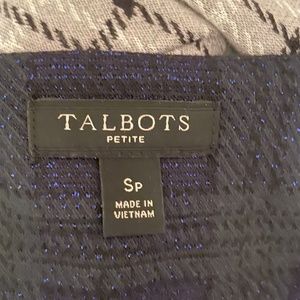 TALBOTS
PETITE
Sp
MADE IN
VIETNAM